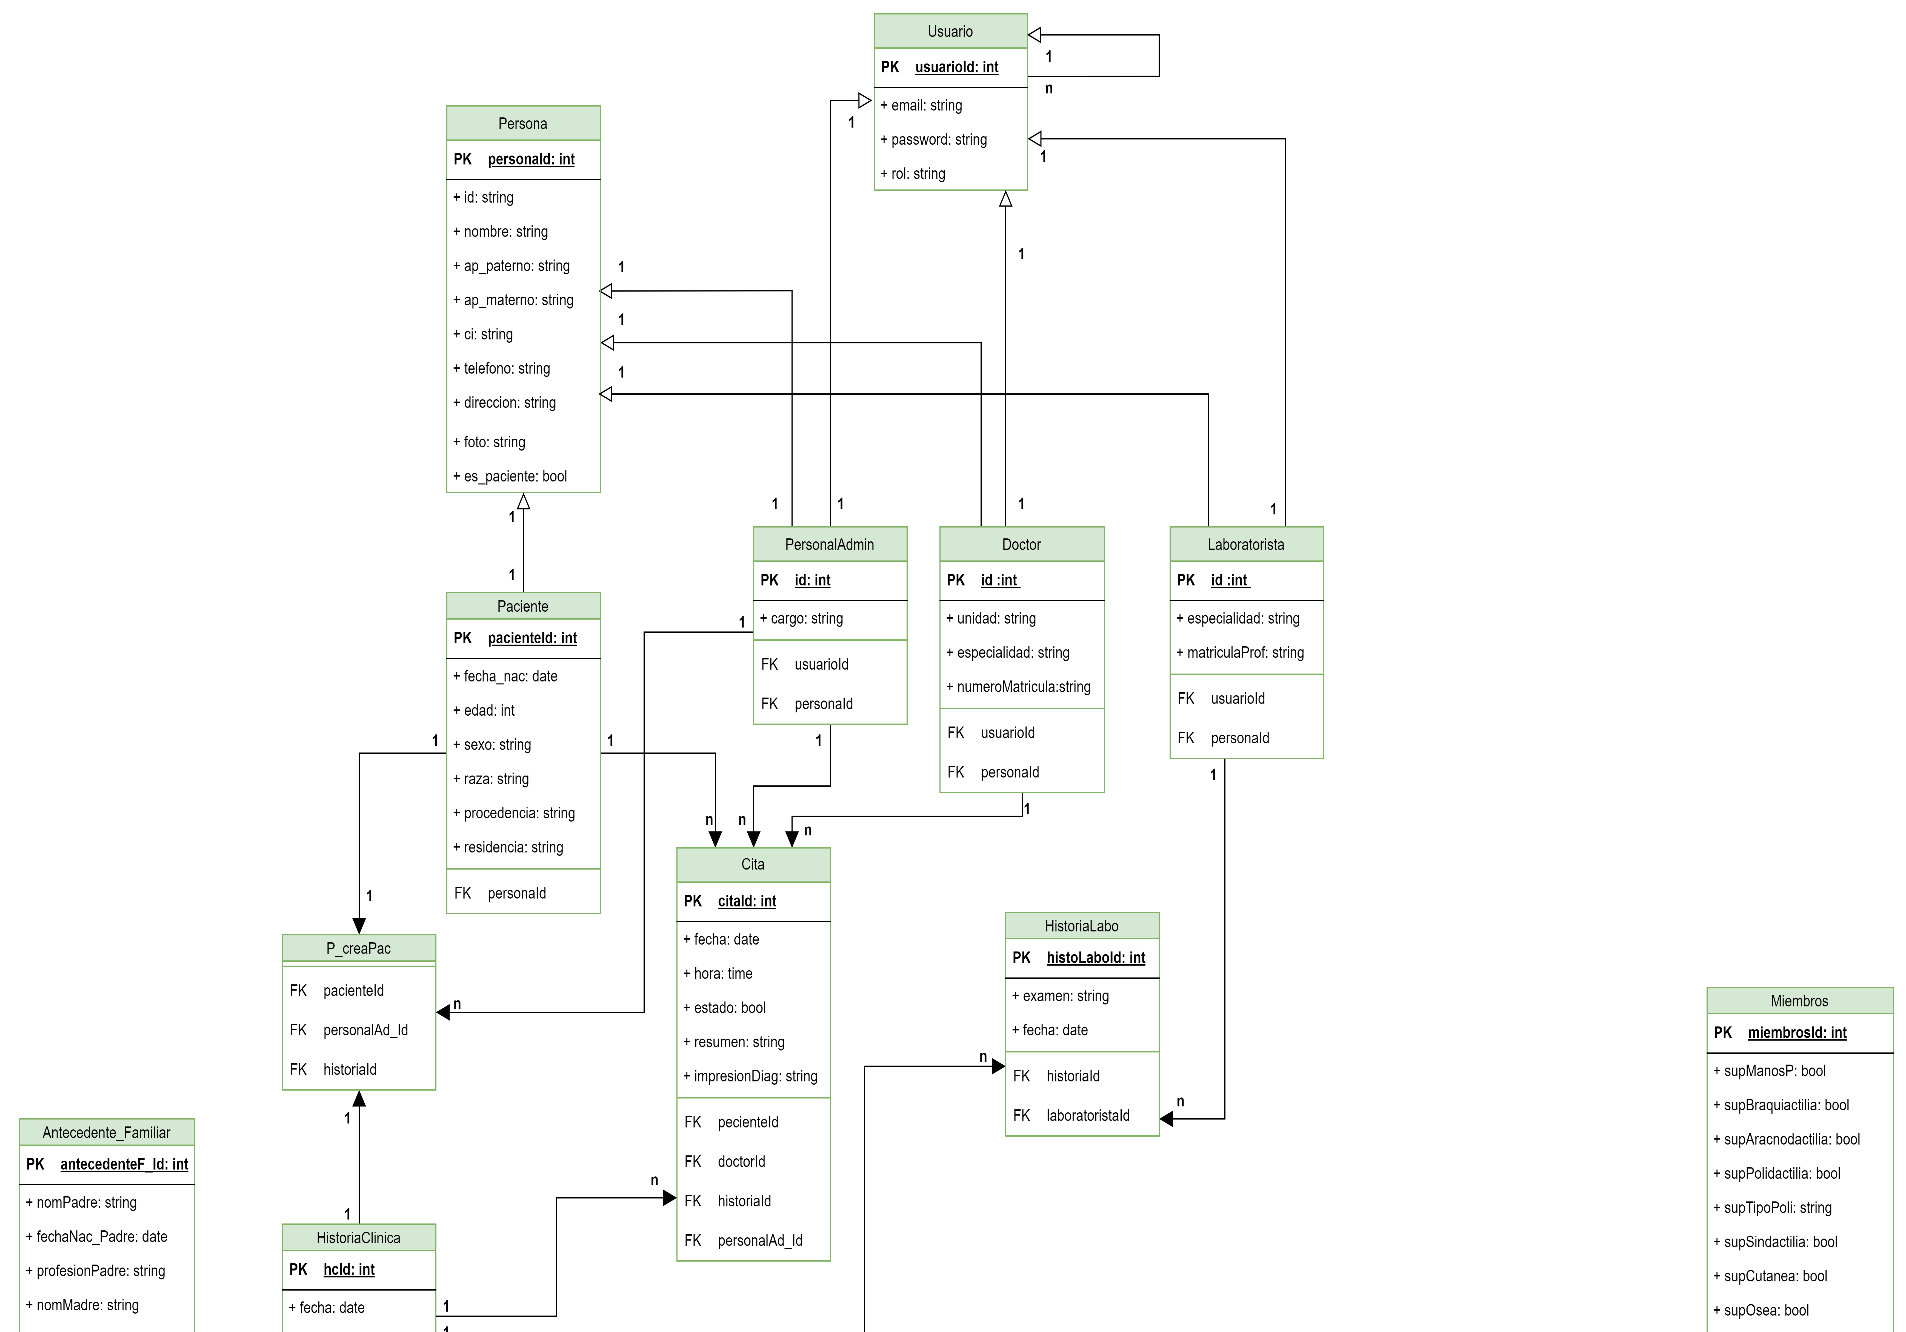 Usuario
PK usuarioId: int
+ email: string
+ password: string
+ rol: string
1
n
1
1
1
Persona
PK personaId: int
+ id: string
+ nombre: string
+ ap_paterno: string
+ ap_materno: string
+ ci: string
+ telefono: string
+ direccion: string
+ foto: string
+ es_paciente: bool
1
1
1
1
1
1
1
1
1
Paciente
PK pacienteId: int
+ fecha_nac: date
+ edad: int
+ sexo: string
+ raza: string
+ procedencia: string
+ residencia: string
FK personaId
PersonalAdmin
PK id: int
+ cargo: string
FK usuarioId
FK personaId
Doctor
PK id :int
+ unidad: string
+ especialidad: string
+ numeroMatricula:string
FK usuarioId
FK personaId
Laboratorista
PK id :int
+ especialidad: string
+ matriculaProf: string
FK usuarioId
FK personaId
1
1
1
1
1
1
n
n
n
1
P_creaPac
FK pacienteId
FK personalAd_Id
FK historiaId
n
1
1
Cita
PK citaId: int
+ fecha: date
+ hora: time
+ estado: bool
+ resumen: string
+ impresionDiag: string
FK pecienteId
FK doctorId
FK historiaId
FK personalAd_Id
n
HistoriaLabo
PK histoLaboId: int
+ examen: string
+ fecha: date
FK historiaId
FK laboratoristaId
n
n
Miembros
PK miembrosId: int
+ supManosP: bool
+ supBraquiactilia: bool
+ supAracnodactilia: bool
+ supPolidactilia: bool
+ supTipoPoli: string
+ supSindactilia: bool
+ supCutanea: bool
+ supOsea: bool
Antecedente_Familiar
PK antecedenteF_Id: int
+ nomPadre: string
+ fechaNac_Padre: date
+ profesionPadre: string
+ nomMadre: string
HistoriaClinica
PK hcId: int
+ fecha: date
1
1